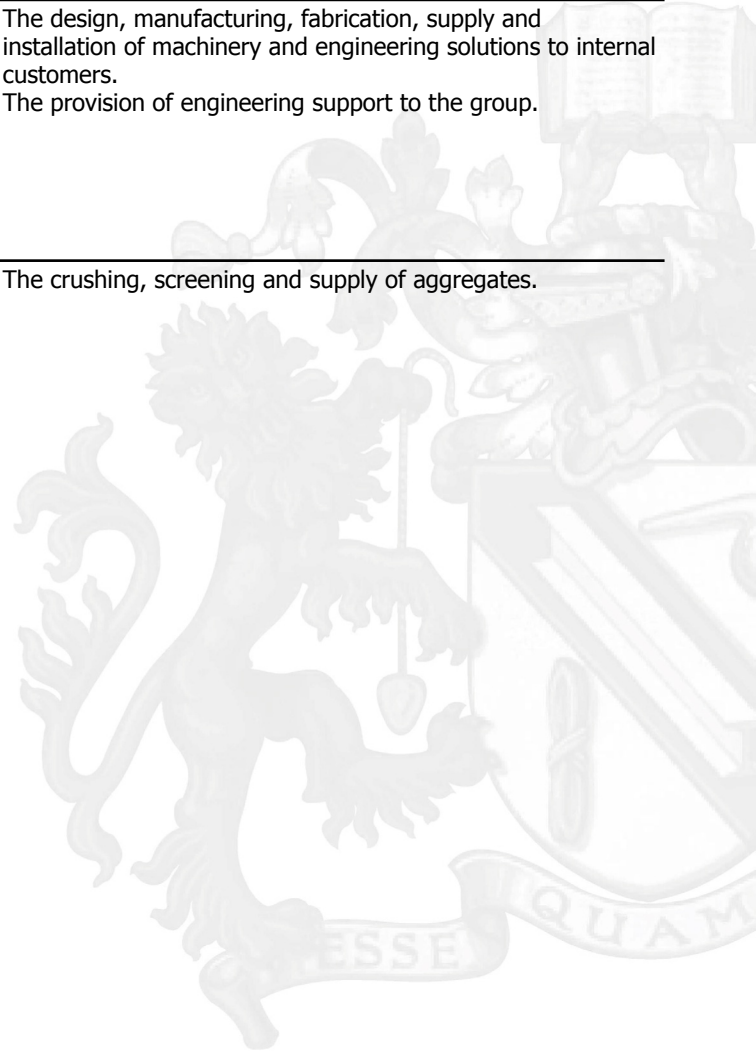 The design, manufacturing, fabrication, supply and
installation of machinery and engineering solutions to internal
customers.
The provision of engineering support to the group.
The crushing, screening and supply of aggregates.
ESSE QUAM